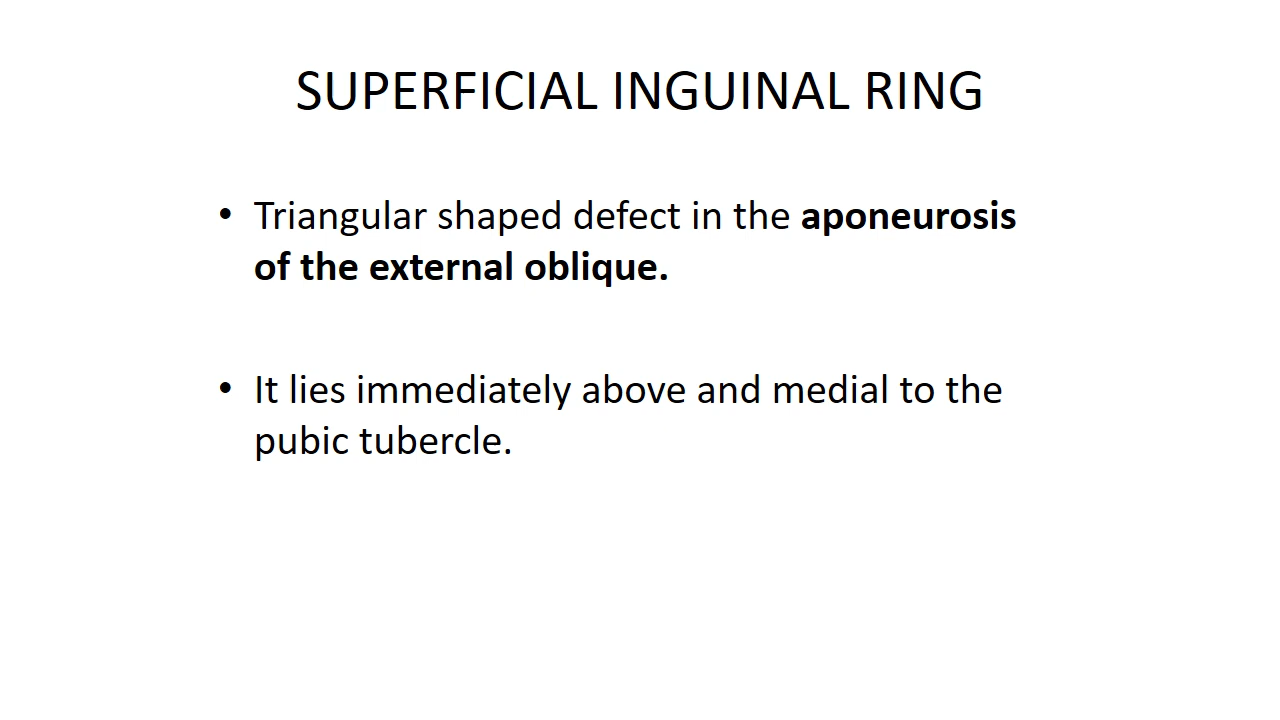 SUPERFICIAL INGUINAL RING
• Triangular shaped defect in the aponeurosis
of the external oblique.
• It lies immediately above and medial to the
pubic tubercle.